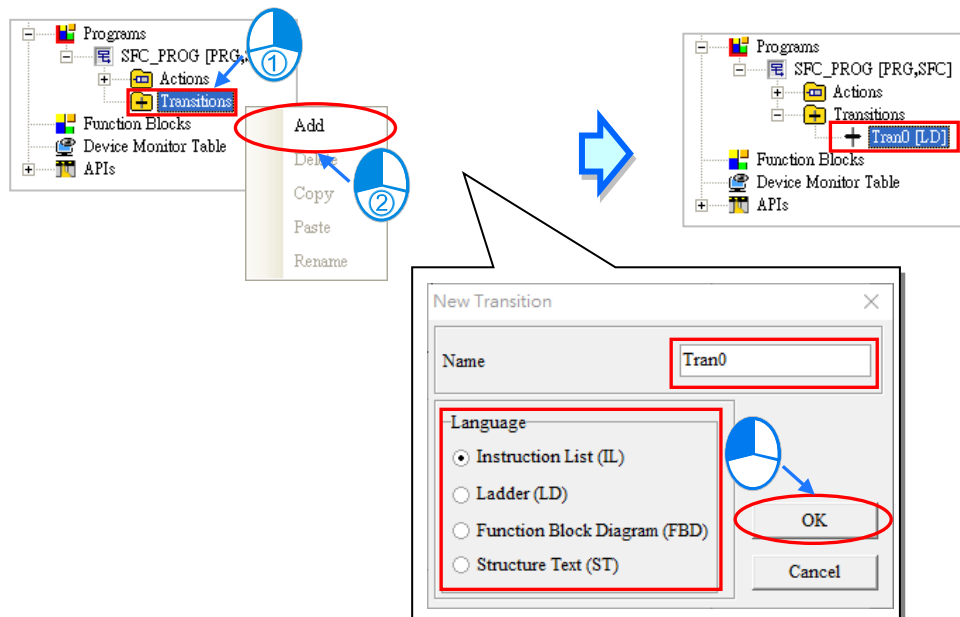 Programs
SFC_PROG [PRG,S
①
Actions
Transitions
Function Blocks
Device Monitor Table
APIs
Add
Delete
Copy
②
Paste
Rename
Programs
SFC_PROG [PRG,SFC]
Actions
Transitions
Tran0 [LD]
Function Blocks
Device Monitor Table
APIs
New Transition
Name
Tran0
Language
Instruction List (IL)
Ladder (LD)
Function Block Diagram (FBD)
Structure Text (ST)
OK
Cancel